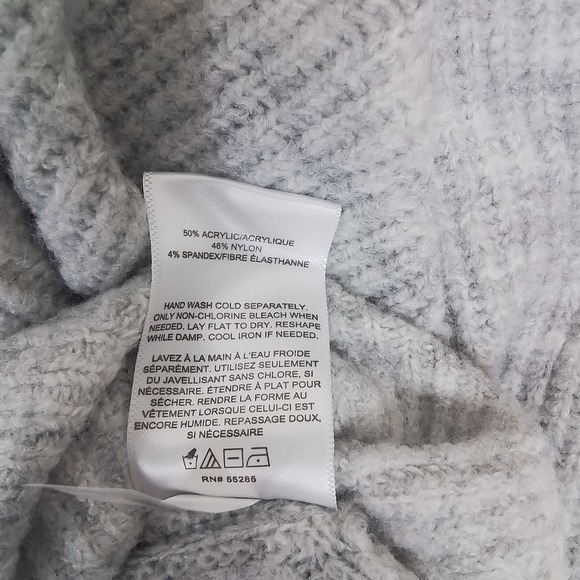 50% ACRYLIC/ACRYLIQUE
46% NYLON
4% SPANDEX/FIBRE ÉLASTHANNE
HAND WASH COLD SEPARATELY.
ONLY NON-CHLORINE BLEACH WHEN
NEEDED. LAY FLAT TO DRY. RESHAPE
WHILE DAMP. COOL IRON IF NEEDED.
LAVEZ À LA MAIN À L'EAU FROIDE
SÉPARÉMENT. UTILISEZ SEULEMENT
DU JAVELLISANT SANS CHLORE, SI
NÉCESSAIRE. ÉTENDRE À PLAT POUR
SÉCHER. RENDRE LA FORME AU
VÊTEMENT LORSQUE CELUI-CI EST
ENCORE HUMIDE. REPASSAGE DOUX,
SI NÉCESSAIRE
RN# 55285